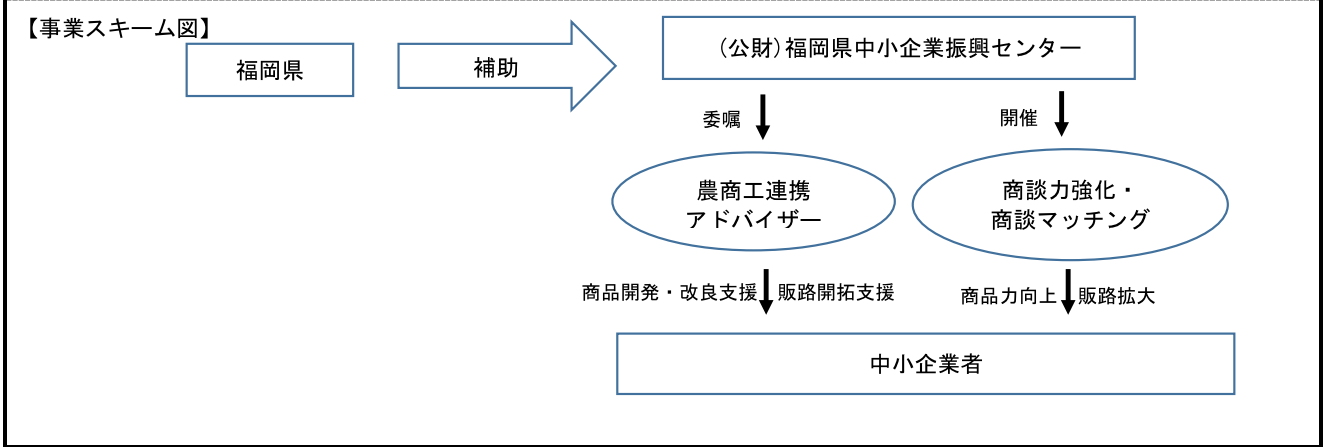 【事業スキーム図】
福岡県
補助
(公財)福岡県中小企業振興センター
委嘱
開催
農商工連携
アドバイザー
商談力強化・
商談マッチング
商品開発・改良支援
販路開拓支援
商品力向上
販路拡大
中小企業者